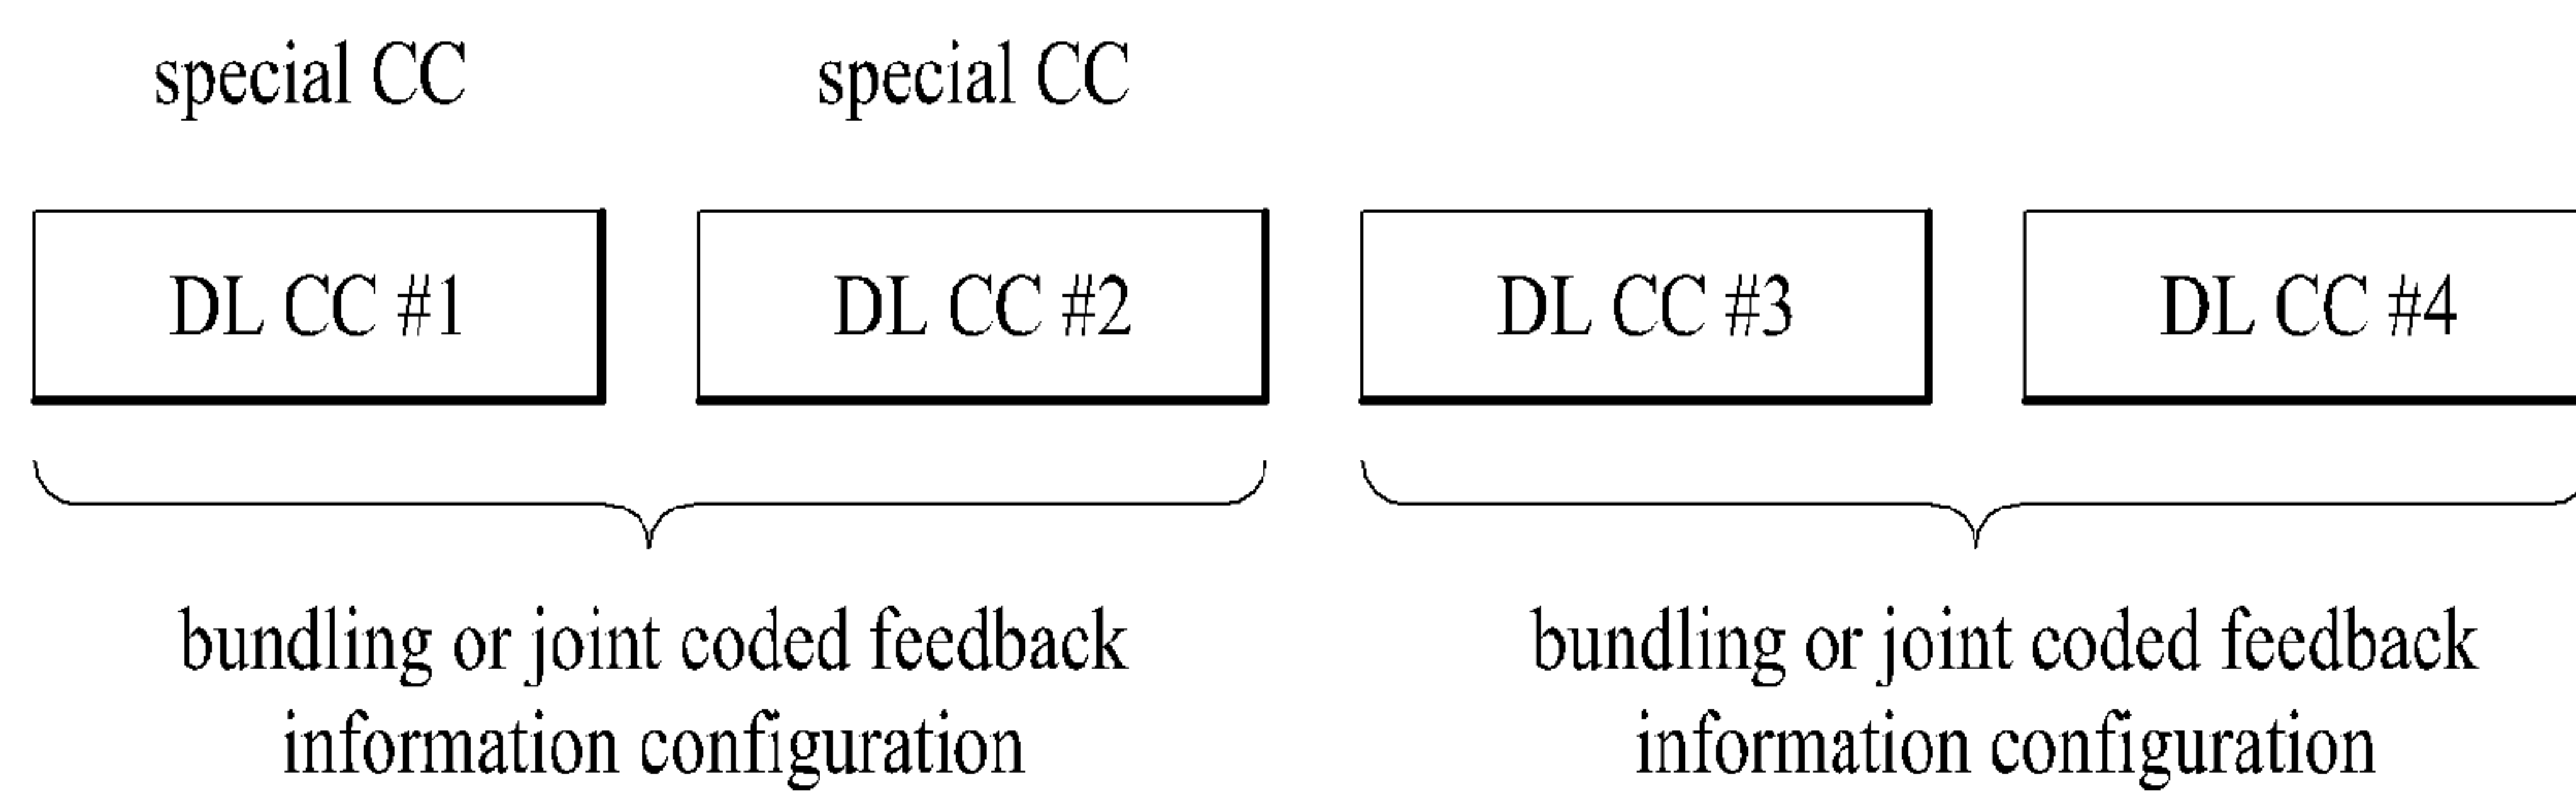 special CC special CC
DL CC #1 DL CC #2 DL CC #3 DL CC #4
bundling or joint coded feedback
information configuration
bundling or joint coded feedback
information configuration